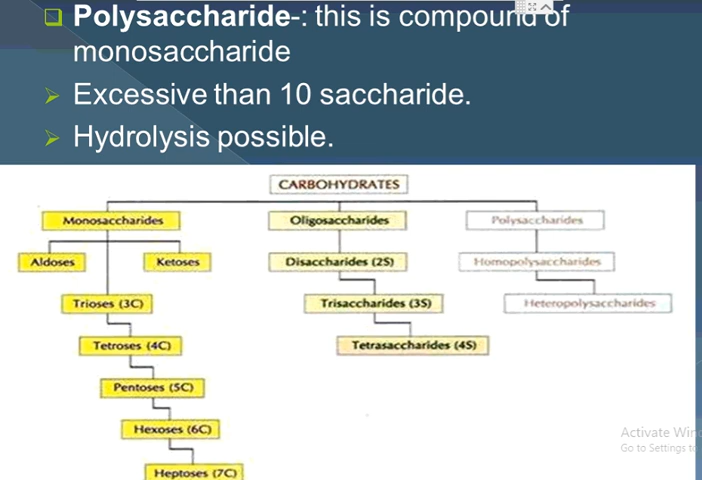 Polysaccharide-: this is compound of
monosaccharide
Excessive than 10 saccharide.
Hydrolysis possible.
CARBOHYDRATES
Monosaccharides Oligosaccharides Polysaccharides
Aldoses Ketoses Disaccharides (2S) Homopolysaccharides
Trioses (3C) Trisaccharides (3S) Heteropolysaccharides
Tetroses (4C) Tetrasaccharides (4S)
Pentoses (5C)
Hexoses (6C)
Heptoses (7C)
Activate Win
Go to Settings to